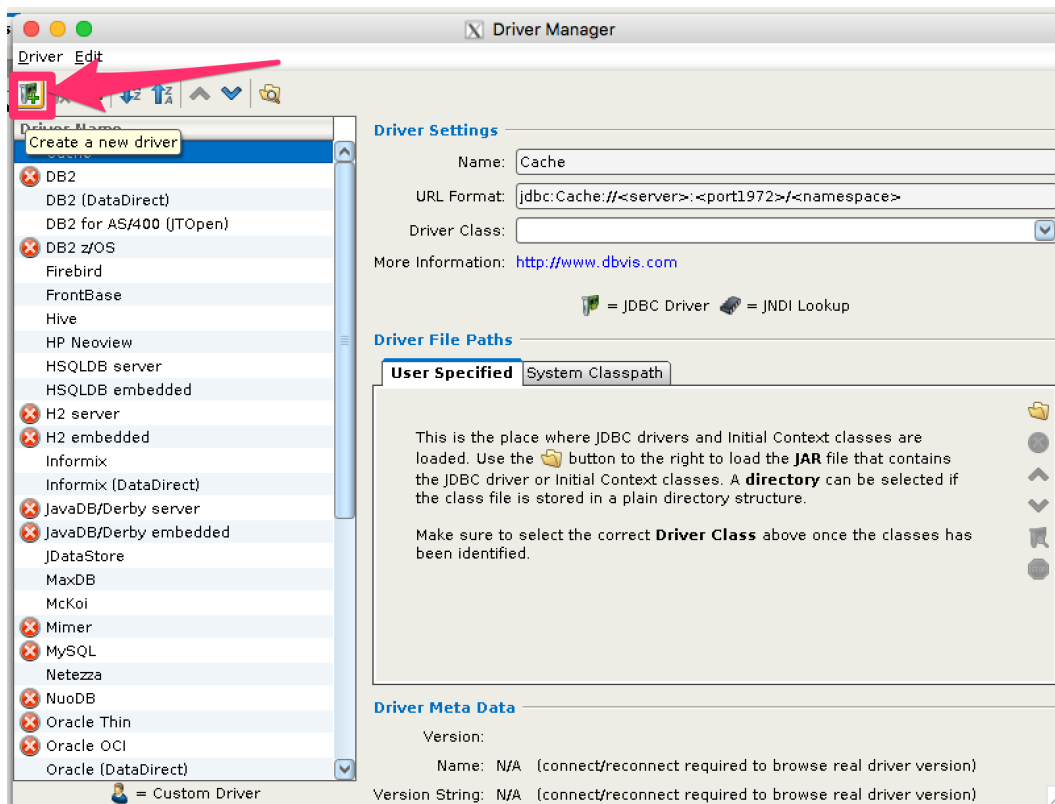 Driver Manager
Driver Edit
Create a new driver
Cache
DB2
DB2 (DataDirect)
DB2 for AS/400 (JTOpen)
DB2 z/OS
Firebird
FrontBase
Hive
HP Neoview
HSQLDB server
HSQLDB embedded
H2 server
H2 embedded
Informix
Informix (DataDirect)
JavaDB/Derby server
JavaDB/Derby embedded
JDataStore
MaxDB
McKoi
Mimer
MySQL
Netezza
NuoDB
Oracle Thin
Oracle OCI
Oracle (DataDirect)
= Custom Driver
Driver Settings
Name: Cache
URL Format: jdbc:Cache://<server>:<port1972>/<namespace>
Driver Class:
More Information: http://www.dbvis.com
= JDBC Driver = JNDI Lookup
Driver File Paths
User Specified System Classpath
This is the place where JDBC drivers and Initial Context classes are
loaded. Use the button to the right to load the JAR file that contains
the JDBC driver or Initial Context classes. A directory can be selected if
the class file is stored in a plain directory structure.
Make sure to select the correct Driver Class above once the classes has
been identified.
Driver Meta Data
Version:
Name: N/A (connect/reconnect required to browse real driver version)
Version String: N/A (connect/reconnect required to browse real driver version)